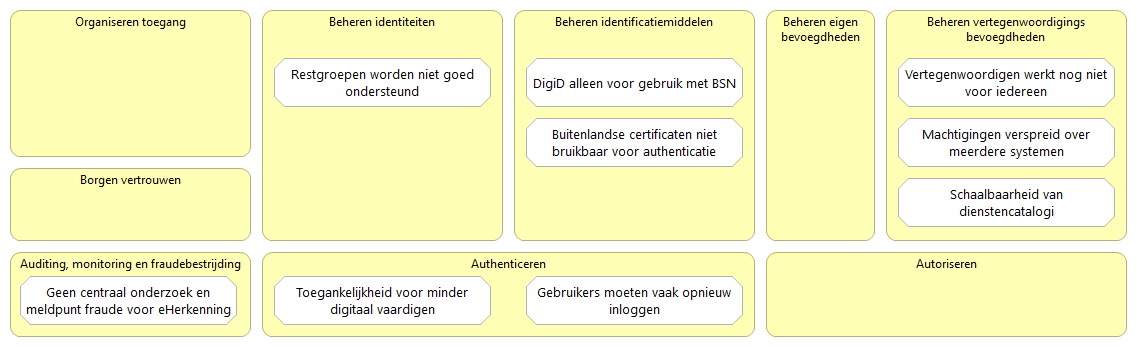 Organiseren toegang
Beheren identiteiten
Restgroepen worden niet goed
ondersteund
Beheren identificatiemiddelen
DigiD alleen voor gebruik met BSN
Buitenlandse certificaten niet
bruikbaar voor authenticatie
Beheren eigen
bevoegdheden
Beheren vertegenwoordigings
bevoegdheden
Vertegenwoordigen werkt nog niet
voor iedereen
Machtigingen verspreid over
meerdere systemen
Schaalbaarheid van
dienstencatalogi
Borgen vertrouwen
Auditing, monitoring en fraudebestrijding
Geen centraal onderzoek en
meldpunt fraude voor eHerkenning
Authenticeren
Toegankelijkheid voor minder
digitaal vaardigen
Gebruikers moeten vaak opnieuw
inloggen
Autoriseren